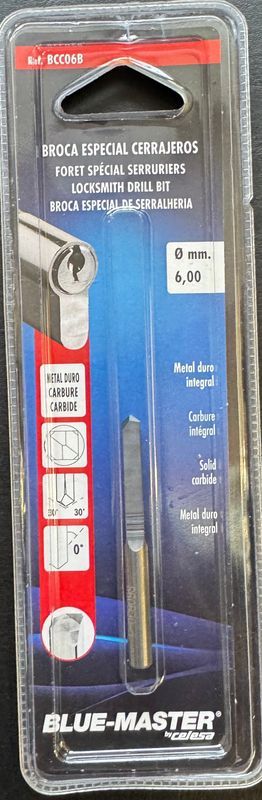 Ref. BCC06B
BROCA ESPECIAL CERRAJEROS
FORET SPÉCIAL SERRURIERS
LOCKSMITH DRILL BIT
BROCA ESPECIAL DE SERRALHERIA
Ø mm.
6,00
Metal duro
integral
METAL DURO
CARBURE
CARBIDE
Carbure
intégral
Solid
carbide
30° 30°
Metal duro
integral
0°
BLUE-MASTER®
by celesa